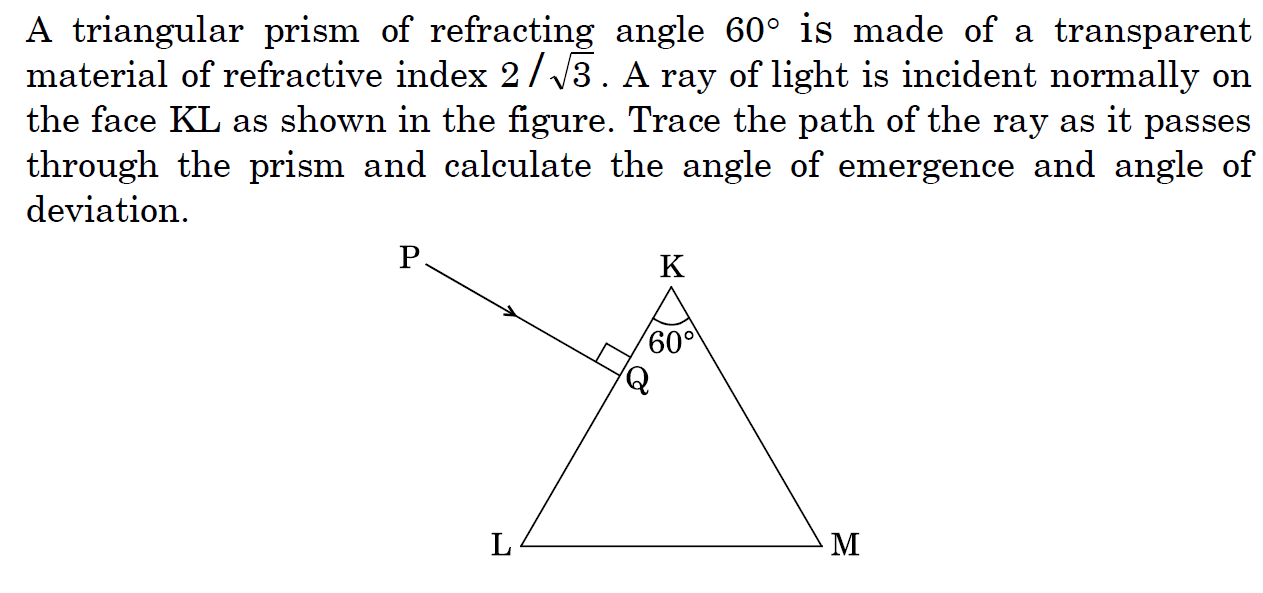 A triangular prism of refracting angle 60° is made of a transparent
material of refractive index 2/√3. A ray of light is incident normally on
the face KL as shown in the figure. Trace the path of the ray as it passes
through the prism and calculate the angle of emergence and angle of
deviation.
P
K
60°
Q
L
M